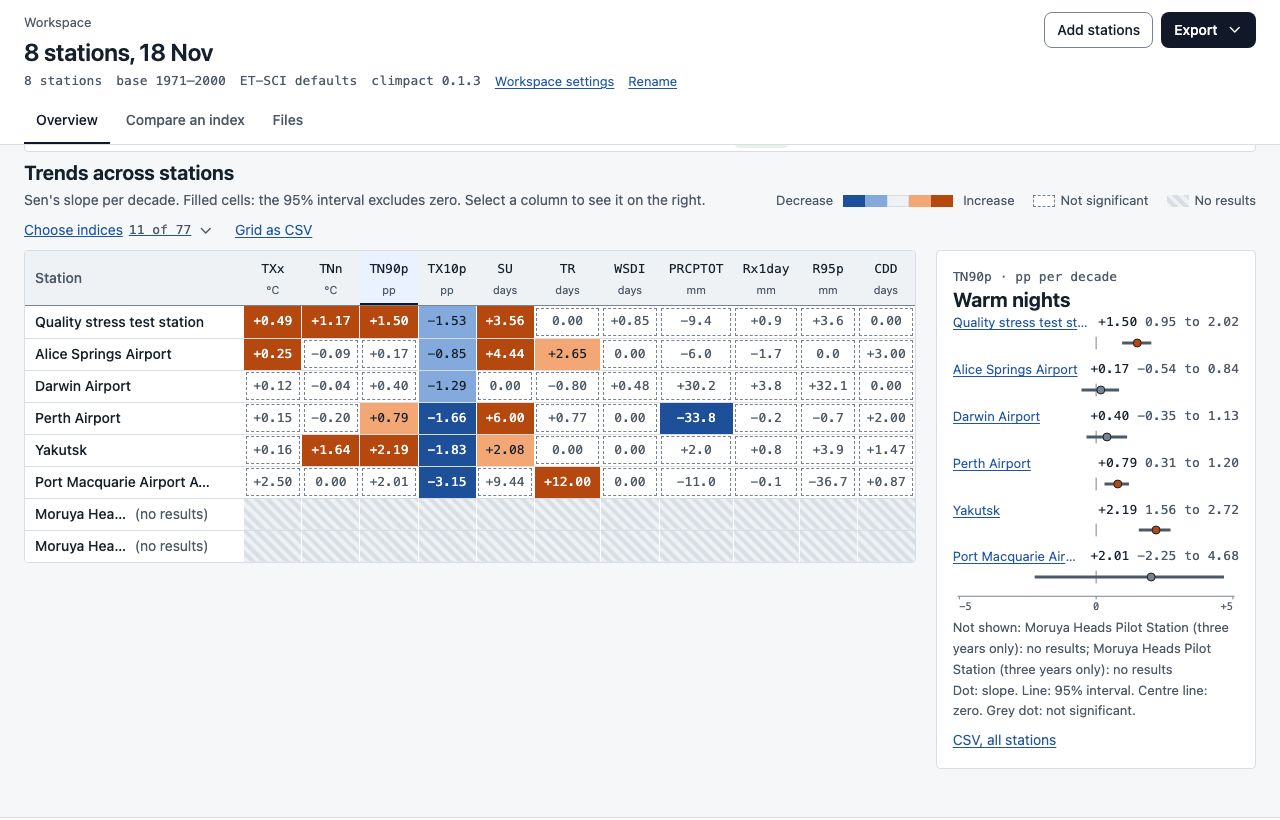 Workspace
8 stations, 18 Nov
Add stations
Export
8 stations base 1971–2000 ET-SCI defaults climpact 0.1.3 Workspace settings Rename
Overview Compare an index Files
Trends across stations
Sen's slope per decade. Filled cells: the 95% interval excludes zero. Select a column to see it on the right.
Decrease Increase Not significant No results
Choose indices 11 of 77 Grid as CSV
Station TXx TNn TN90p TX10p SU TR WSDI PRCPTOT Rx1day R95p CDD
°C °C pp pp days days days mm mm mm days
Quality stress test station +0.49 +1.17 +1.50 −1.53 +3.56 0.00 +0.85 −9.4 +0.9 +3.6 0.00
Alice Springs Airport +0.25 −0.09 +0.17 −0.85 +4.44 +2.65 0.00 −6.0 −1.7 0.0 +3.00
Darwin Airport +0.12 −0.04 +0.40 −1.29 0.00 −0.80 +0.48 +30.2 +3.8 +32.1 0.00
Perth Airport +0.15 −0.20 +0.79 −1.66 +6.00 +0.77 0.00 −33.8 −0.2 −0.7 +2.00
Yakutsk +0.16 +1.64 +2.19 −1.83 +2.08 0.00 0.00 +2.0 +0.8 +3.9 +1.47
Port Macquarie Airport A... +2.50 0.00 +2.01 −3.15 +9.44 +12.00 0.00 −11.0 −0.1 −36.7 +0.87
Moruya Hea... (no results)
Moruya Hea... (no results)
TN90p · pp per decade
Warm nights
Quality stress test st... +1.50 0.95 to 2.02
Alice Springs Airport +0.17 −0.54 to 0.84
Darwin Airport +0.40 −0.35 to 1.13
Perth Airport +0.79 0.31 to 1.20
Yakutsk +2.19 1.56 to 2.72
Port Macquarie Air... +2.01 −2.25 to 4.68
−5 0 +5
Not shown: Moruya Heads Pilot Station (three
years only): no results; Moruya Heads Pilot
Station (three years only): no results
Dot: slope. Line: 95% interval. Centre line:
zero. Grey dot: not significant.
CSV, all stations